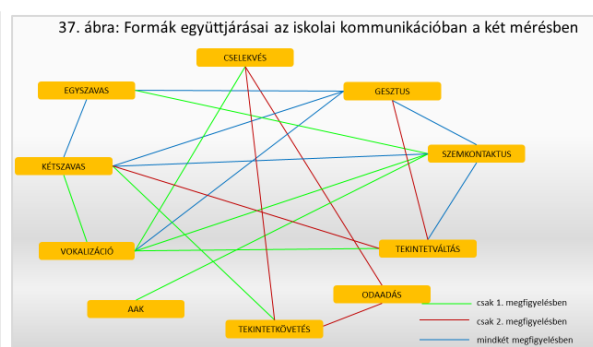 37. ábra: Formák együttjárásai az iskolai kommunikációban a két mérésben
CSELEKVÉS
EGYSZAVAS
GESZTUS
SZEMKONTAKTUS
KÉTSZAVAS
VOKALIZÁCIÓ
TEKINTETVÁLTÁS
ODAADÁS
AAK
TEKINTETKÖVETÉS
csak 1. megfigyelésben
csak 2. megfigyelésben
mindkét megfigyelésben